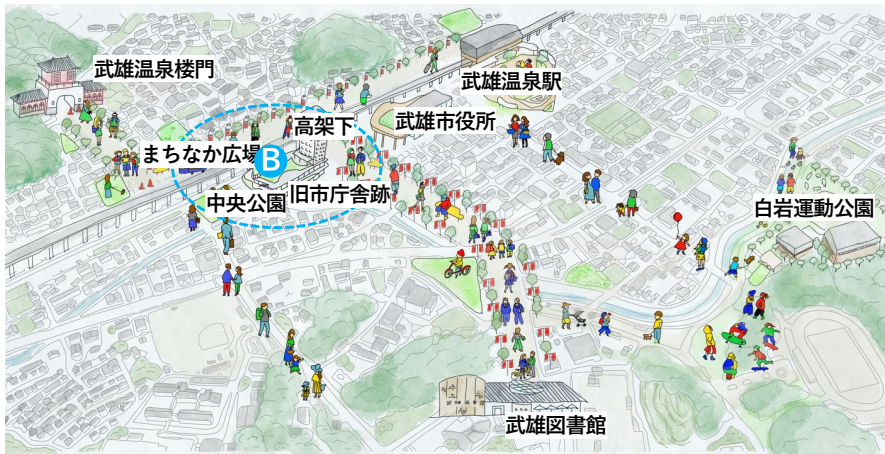 武雄温泉楼門
武雄温泉駅
高架下
武雄市役所
まちなか広場
B
中央公園
旧市庁舎跡
白岩運動公園
武雄図書館